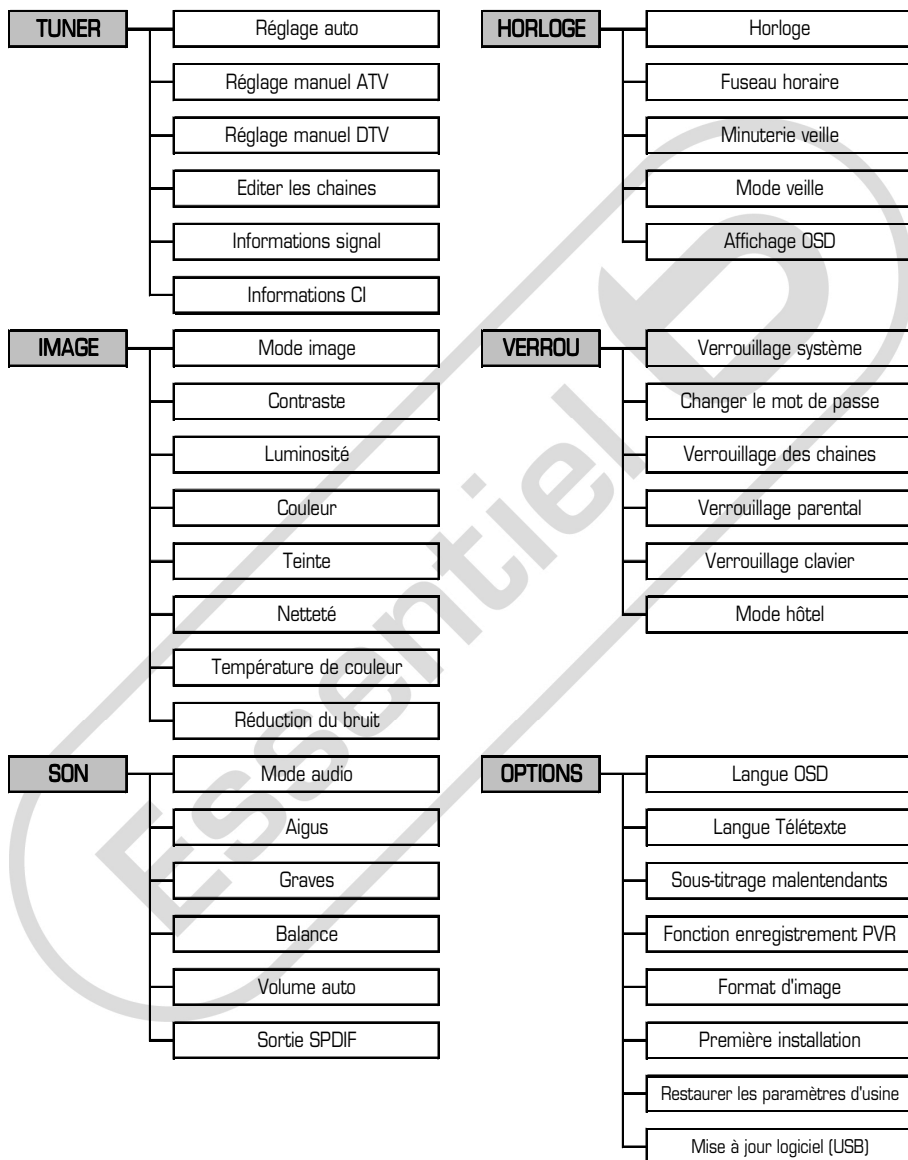 TUNER
Réglage auto
Réglage manuel ATV
Réglage manuel DTV
Editer les chaines
Informations signal
Informations CI
HORLOGE
Horloge
Fuseau horaire
Minuterie veille
Mode veille
Affichage OSD
IMAGE
Mode image
Contraste
Luminosité
Couleur
Teinte
Netteté
Température de couleur
Réduction du bruit
VERROU
Verrouillage système
Changer le mot de passe
Verrouillage des chaines
Verrouillage parental
Verrouillage clavier
Mode hôtel
SON
Mode audio
Aigus
Graves
Balance
Volume auto
Sortie SPDIF
OPTIONS
Langue OSD
Langue Télétexte
Sous-titrage malentendants
Fonction enregistrement PVR
Format d'image
Première installation
Restaurer les paramètres d'usine
Mise à jour logiciel (USB)
Essentiel b